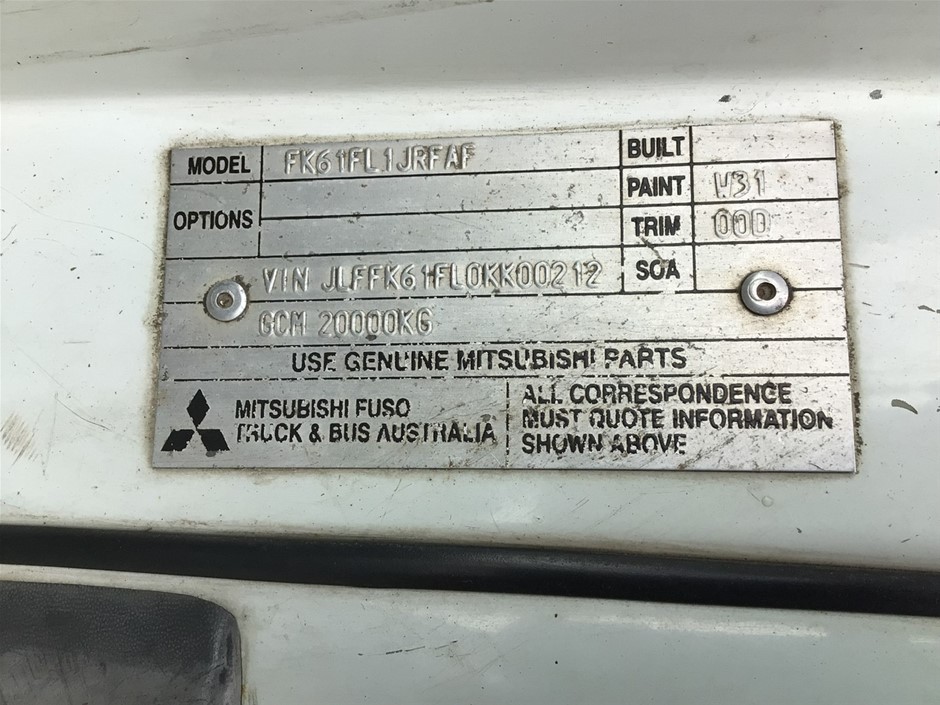 MODEL FK61FL1JRFAF BUILT
PAINT W31
OPTIONS TRIM 00D
VIN JLFFK61FL0KK00212 SOA
GCM 20000KG
USE GENUINE MITSUBISHI PARTS
MITSUBISHI FUSO
TRUCK & BUS AUSTRALIA
ALL CORRESPONDENCE
MUST QUOTE INFORMATION
SHOWN ABOVE